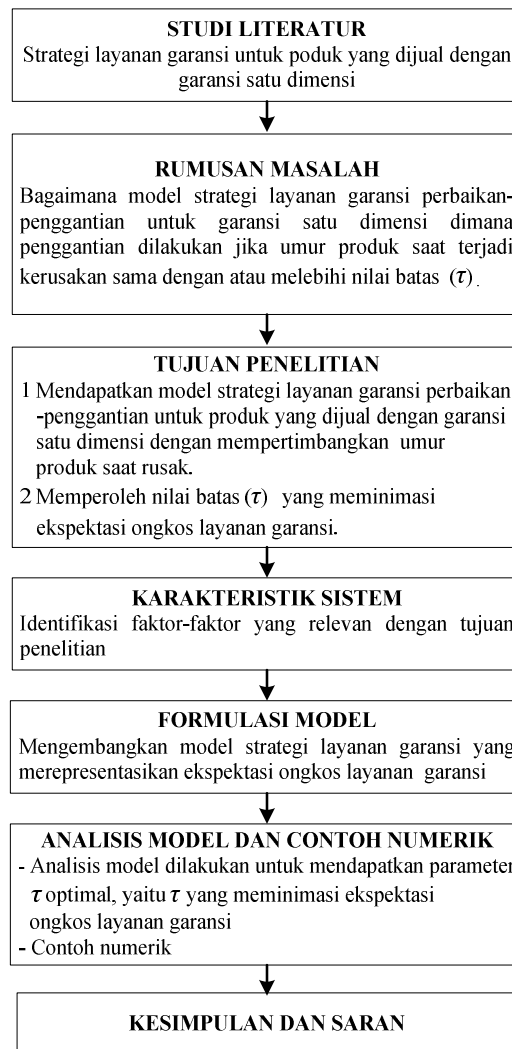 STUDI LITERATUR
Strategi layanan garansi untuk poduk yang dijual dengan
garansi satu dimensi
RUMUSAN MASALAH
Bagaimana model strategi layanan garansi perbaikan-
penggantian untuk garansi satu dimensi dimana
penggantian dilakukan jika umur produk saat terjadi
kerusakan sama dengan atau melebihi nilai batas (τ).
TUJUAN PENELITIAN
1 Mendapatkan model strategi layanan garansi perbaikan
-penggantian untuk produk yang dijual dengan garansi
satu dimensi dengan mempertimbangkan umur
produk saat rusak.
2 Memperoleh nilai batas (τ) yang meminimasi
ekspektasi ongkos layanan garansi.
KARAKTERISTIK SISTEM
Identifikasi faktor-faktor yang relevan dengan tujuan
penelitian
FORMULASI MODEL
Mengembangkan model strategi layanan garansi yang
merepresentasikan ekspektasi ongkos layanan garansi
ANALISIS MODEL DAN CONTOH NUMERIK
- Analisis model dilakukan untuk mendapatkan parameter
τ optimal, yaitu τ yang meminimasi ekspektasi
ongkos layanan garansi
- Contoh numerik
KESIMPULAN DAN SARAN